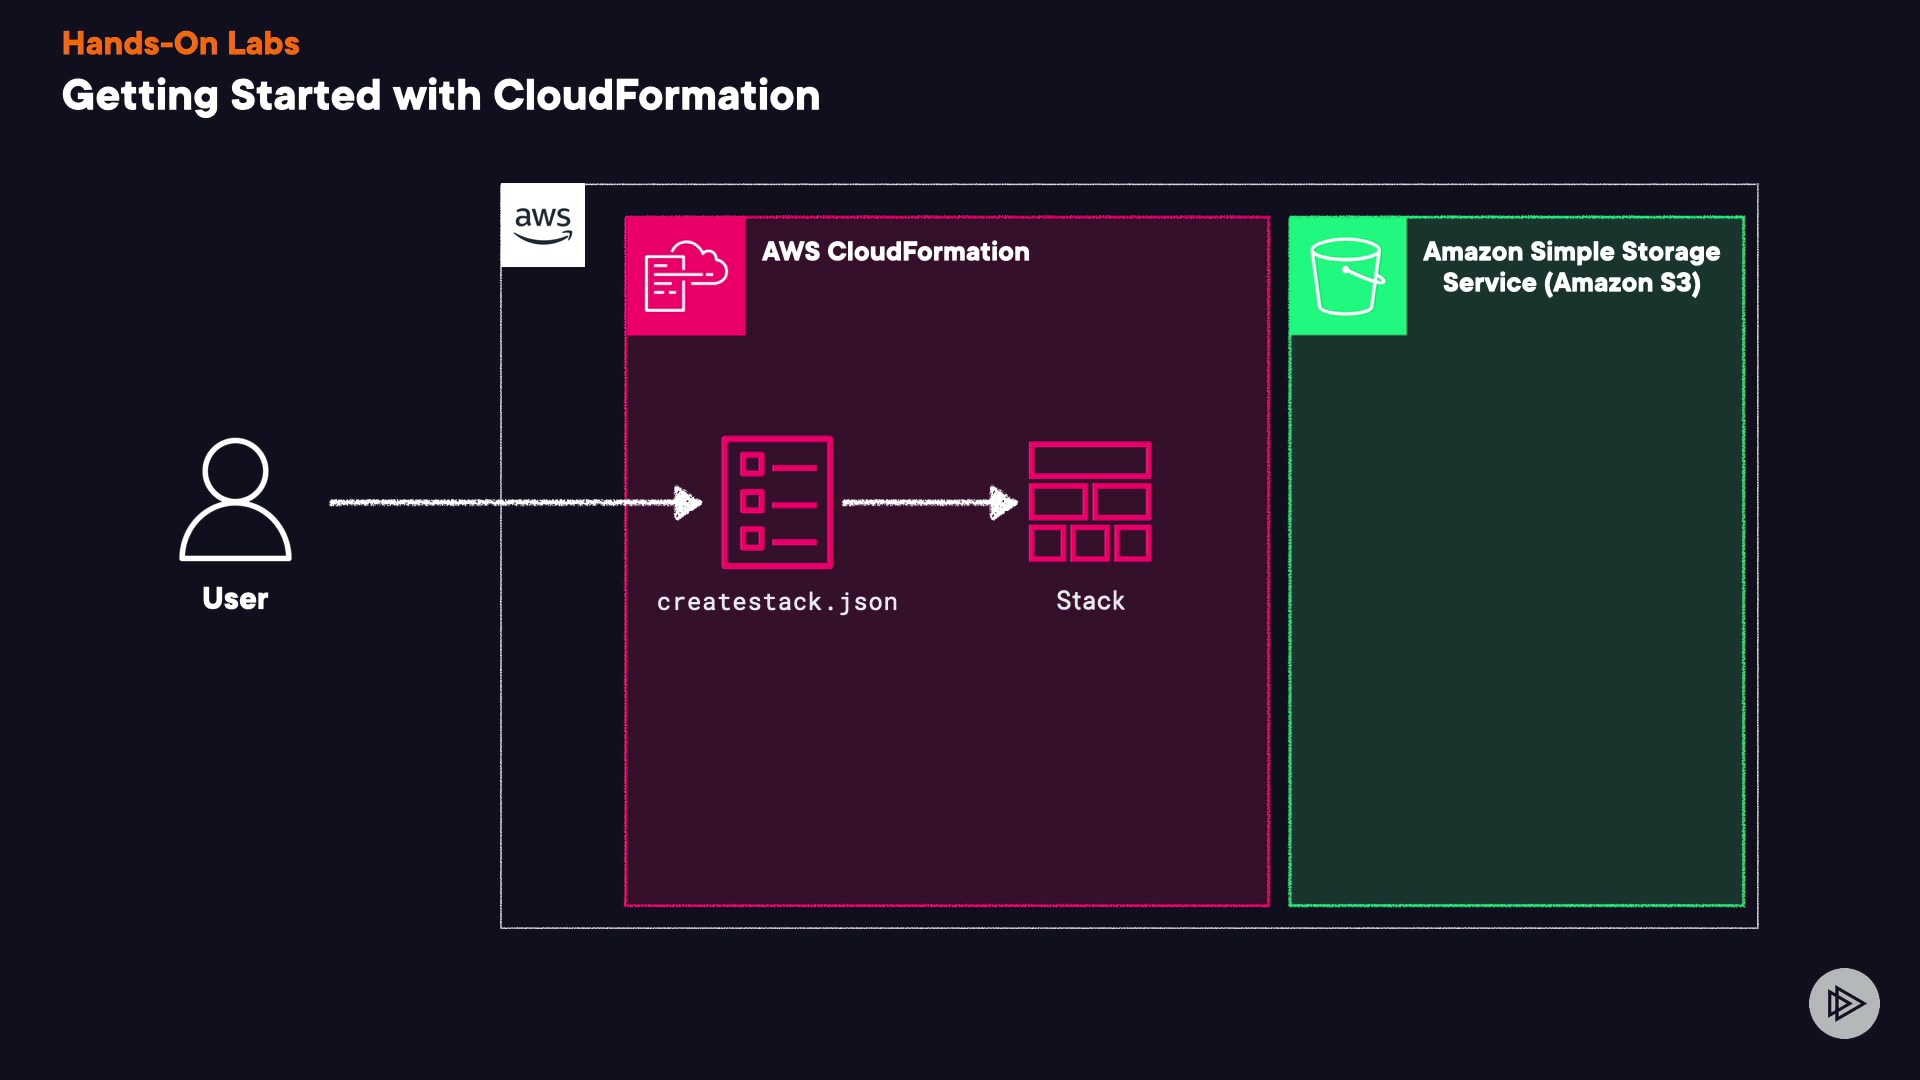 Hands-On Labs
Getting Started with CloudFormation
aws
AWS CloudFormation
Amazon Simple Storage
Service (Amazon S3)
User
createstack.json
Stack